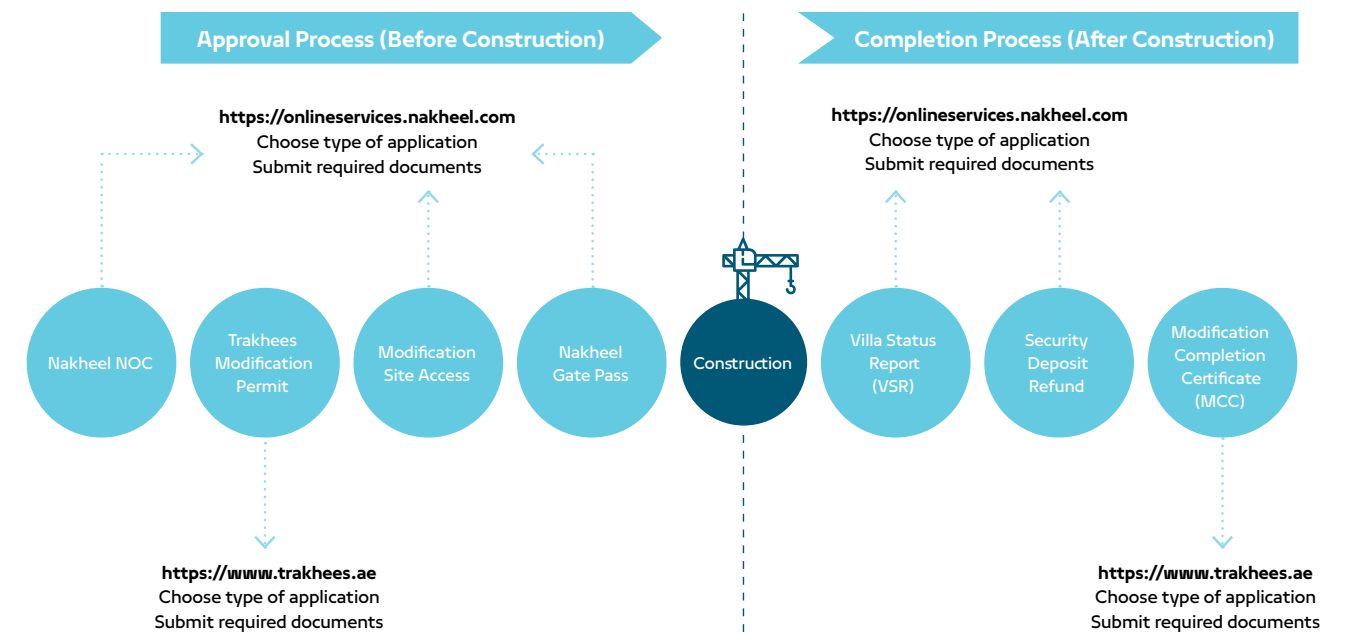 Approval Process (Before Construction)
Completion Process (After Construction)
https://onlineservices.nakheel.com
Choose type of application
Submit required documents
https://onlineservices.nakheel.com
Choose type of application
Submit required documents
Nakheel NOC
Trakhees
Modification
Permit
Modification
Site Access
Nakheel
Gate Pass
Construction
Villa Status
Report
(VSR)
Security
Deposit
Refund
Modification
Completion
Certificate
(MCC)
https://www.trakhees.ae
Choose type of application
Submit required documents
https://www.trakhees.ae
Choose type of application
Submit required documents